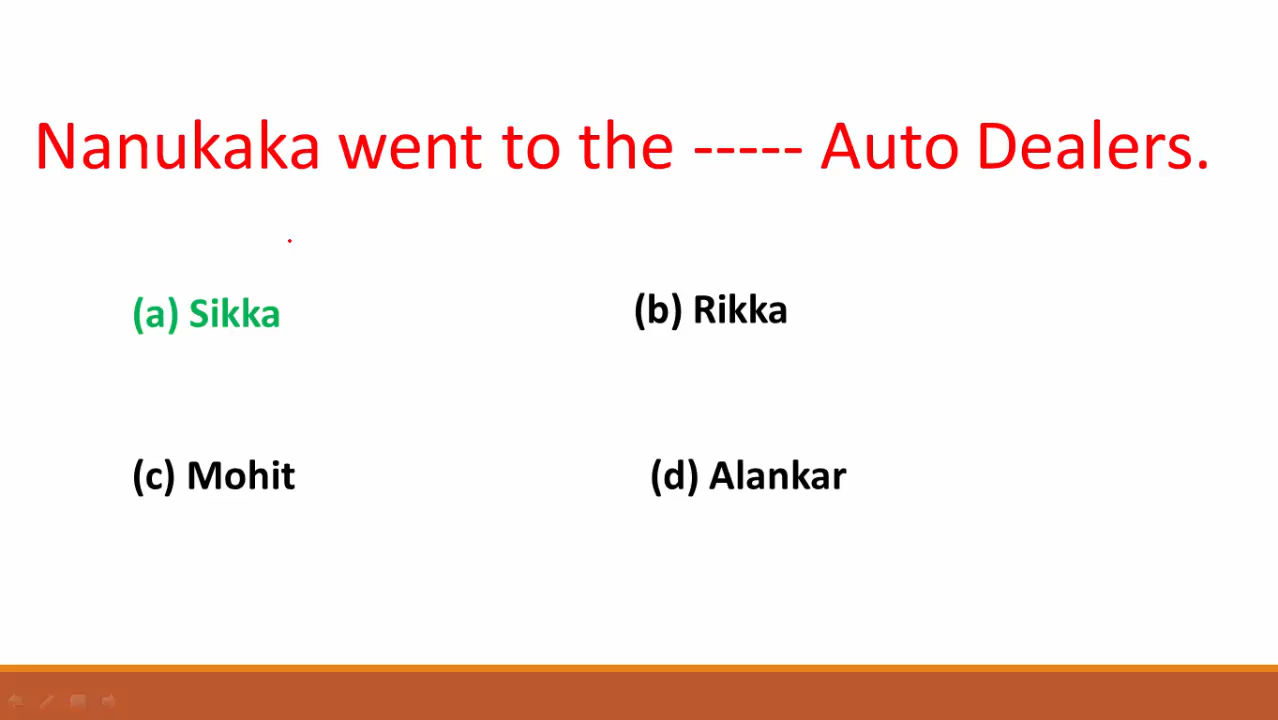 Nanukaka went to the ----- Auto Dealers.
(a) Sikka
(b) Rikka
(c) Mohit
(d) Alankar